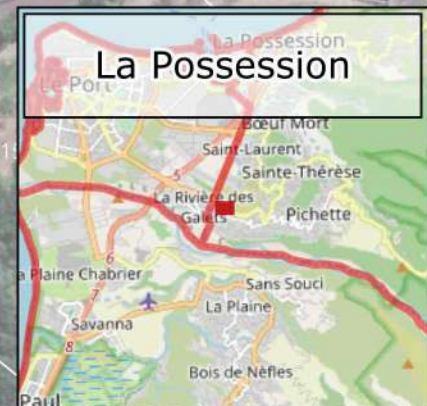 La Possession
La Possession
Le Port
Bœuf Mort
Saint-Laurent
5
Sainte-Thérèse
La Rivière des
Galets
Pichette
6
a Plaine Chabrier
Sans Souci
7
La Plaine
Savanna
8
Bois de Nèfles
Paul